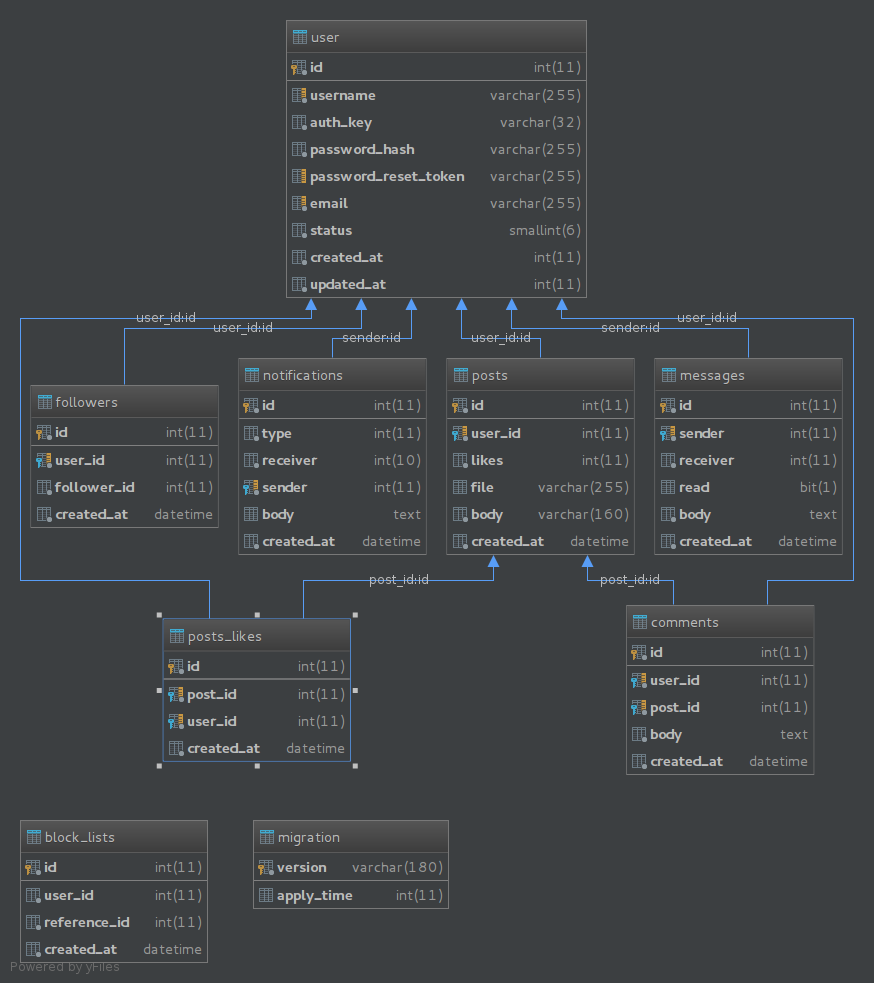 user
id int(11)
username varchar(255)
auth_key varchar(32)
password_hash varchar(255)
password_reset_token varchar(255)
email varchar(255)
status smallint(6)
created_at int(11)
updated_at int(11)
user_id:id
user_id:id
sender:id
user_id:id
sender:id
user_id:id
followers
id int(11)
user_id int(11)
follower_id int(11)
created_at datetime
notifications
id int(11)
type int(11)
receiver int(10)
sender int(11)
body text
created_at datetime
posts
id int(11)
user_id int(11)
likes int(11)
file varchar(255)
body varchar(160)
created_at datetime
messages
id int(11)
sender int(11)
receiver int(11)
read bit(1)
body text
created_at datetime
post_id:id
post_id:id
posts_likes
id int(11)
post_id int(11)
user_id int(11)
created_at datetime
comments
id int(11)
user_id int(11)
post_id int(11)
body text
created_at datetime
block_lists
id int(11)
user_id int(11)
reference_id int(11)
created_at datetime
migration
version varchar(180)
apply_time int(11)
Powered by yFiles